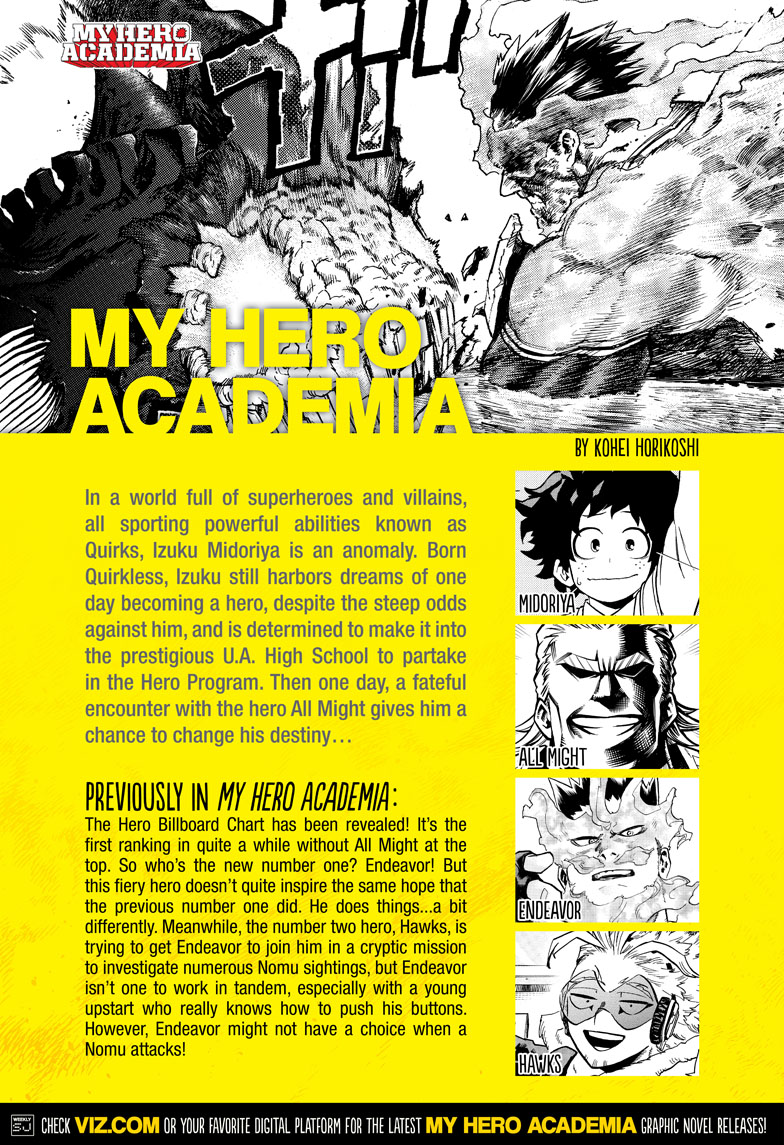 MY HERO
ACADEMIA
MY HERO
ACADEMIA
BY KOHEI HORIKOSHI
In a world full of superheroes and villains,
all sporting powerful abilities known as
Quirks, Izuku Midoriya is an anomaly. Born
Quirkless, Izuku still harbors dreams of one
day becoming a hero, despite the steep odds
against him, and is determined to make it into
the prestigious U.A. High School to partake
in the Hero Program. Then one day, a fateful
encounter with the hero All Might gives him a
chance to change his destiny…
PREVIOUSLY IN MY HERO ACADEMIA:
The Hero Billboard Chart has been revealed! It’s the
first ranking in quite a while without All Might at the
top. So who’s the new number one? Endeavor! But
this fiery hero doesn’t quite inspire the same hope that
the previous number one did. He does things...a bit
differently. Meanwhile, the number two hero, Hawks, is
trying to get Endeavor to join him in a cryptic mission
to investigate numerous Nomu sightings, but Endeavor
isn’t one to work in tandem, especially with a young
upstart who really knows how to push his buttons.
However, Endeavor might not have a choice when a
Nomu attacks!
MIDORIYA
ALL MIGHT
ENDEAVOR
HAWKS
WEEKLY
SJ
CHECK VIZ.COM OR YOUR FAVORITE DIGITAL PLATFORM FOR THE LATEST MY HERO ACADEMIA GRAPHIC NOVEL RELEASES!